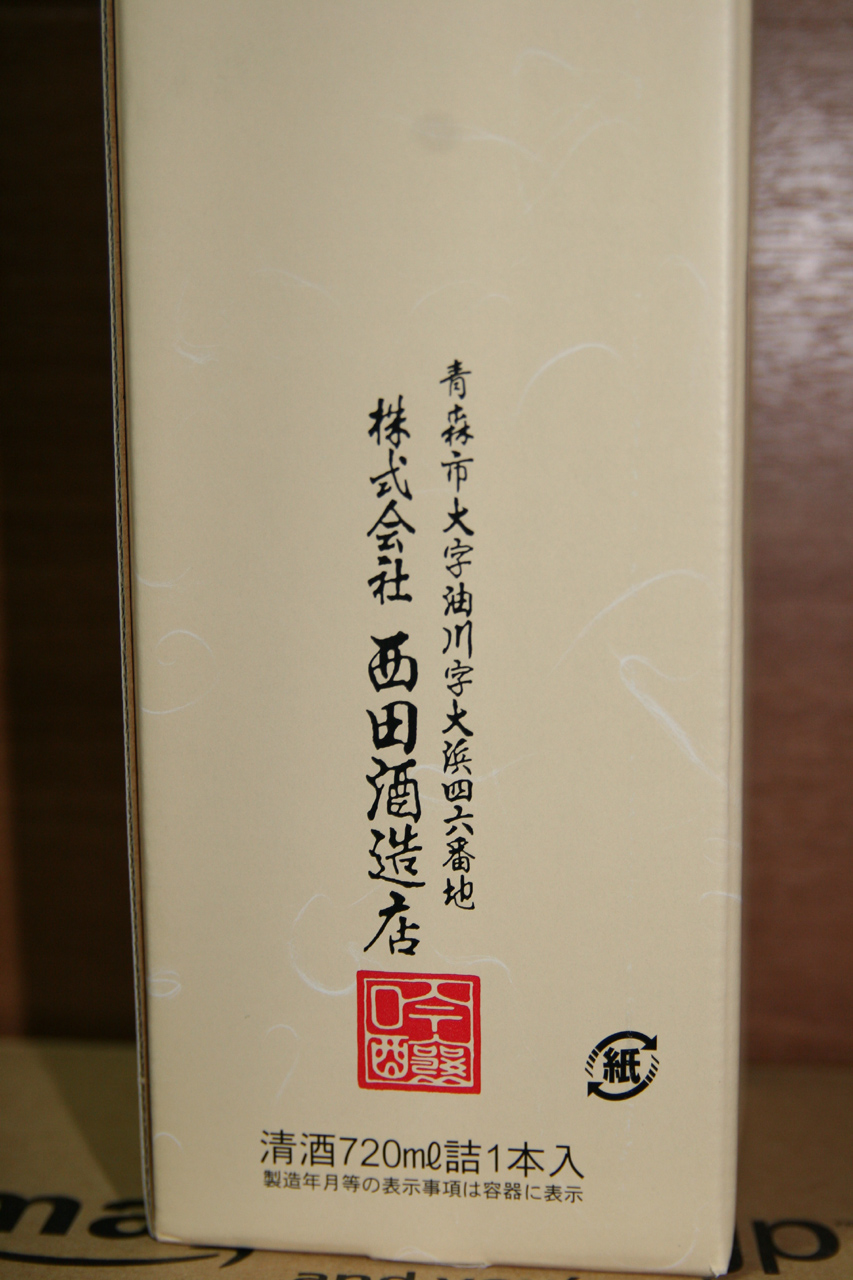 青森市大字油川字大浜四六番地
株式会社 西田酒造店
吟醸
紙
清酒720mℓ詰1本入
製造年月等の表示事項は容器に表示